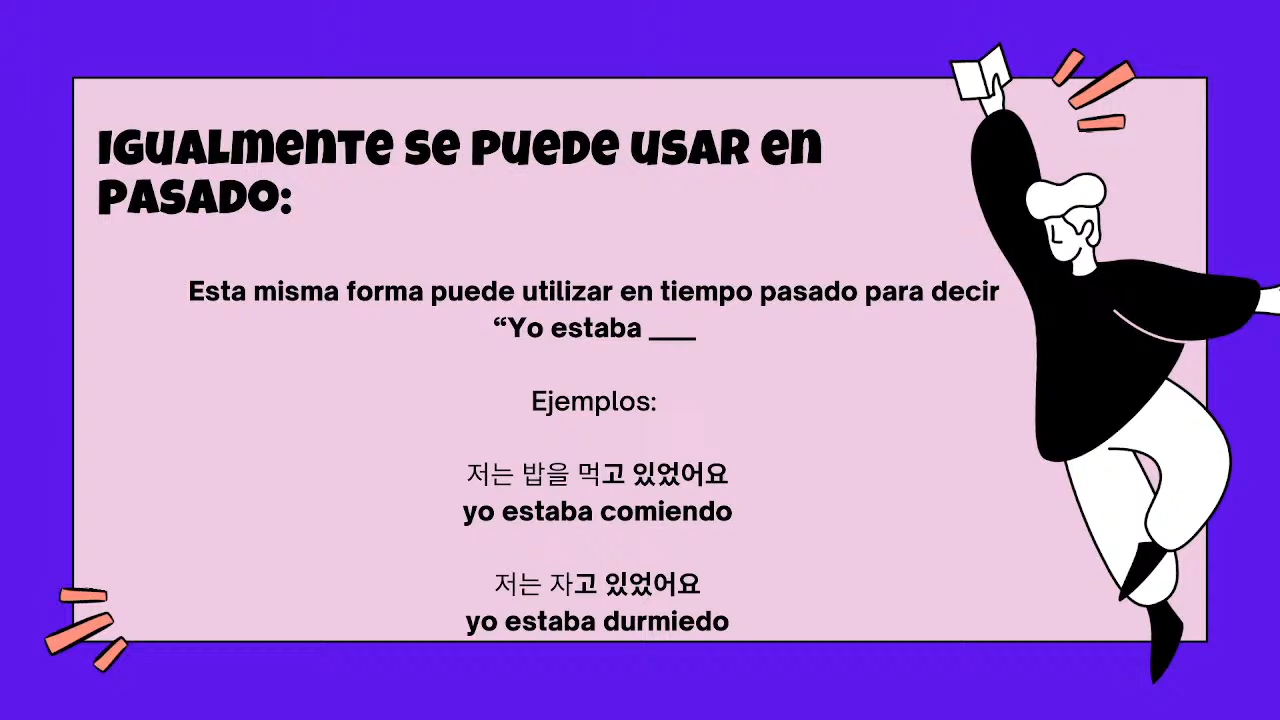 Igualmente se puede usar en
pasado:
Esta misma forma puede utilizar en tiempo pasado para decir
“Yo estaba ___
Ejemplos:
저는 밥을 먹고 있었어요
yo estaba comiendo
저는 자고 있었어요
yo estaba durmiedo